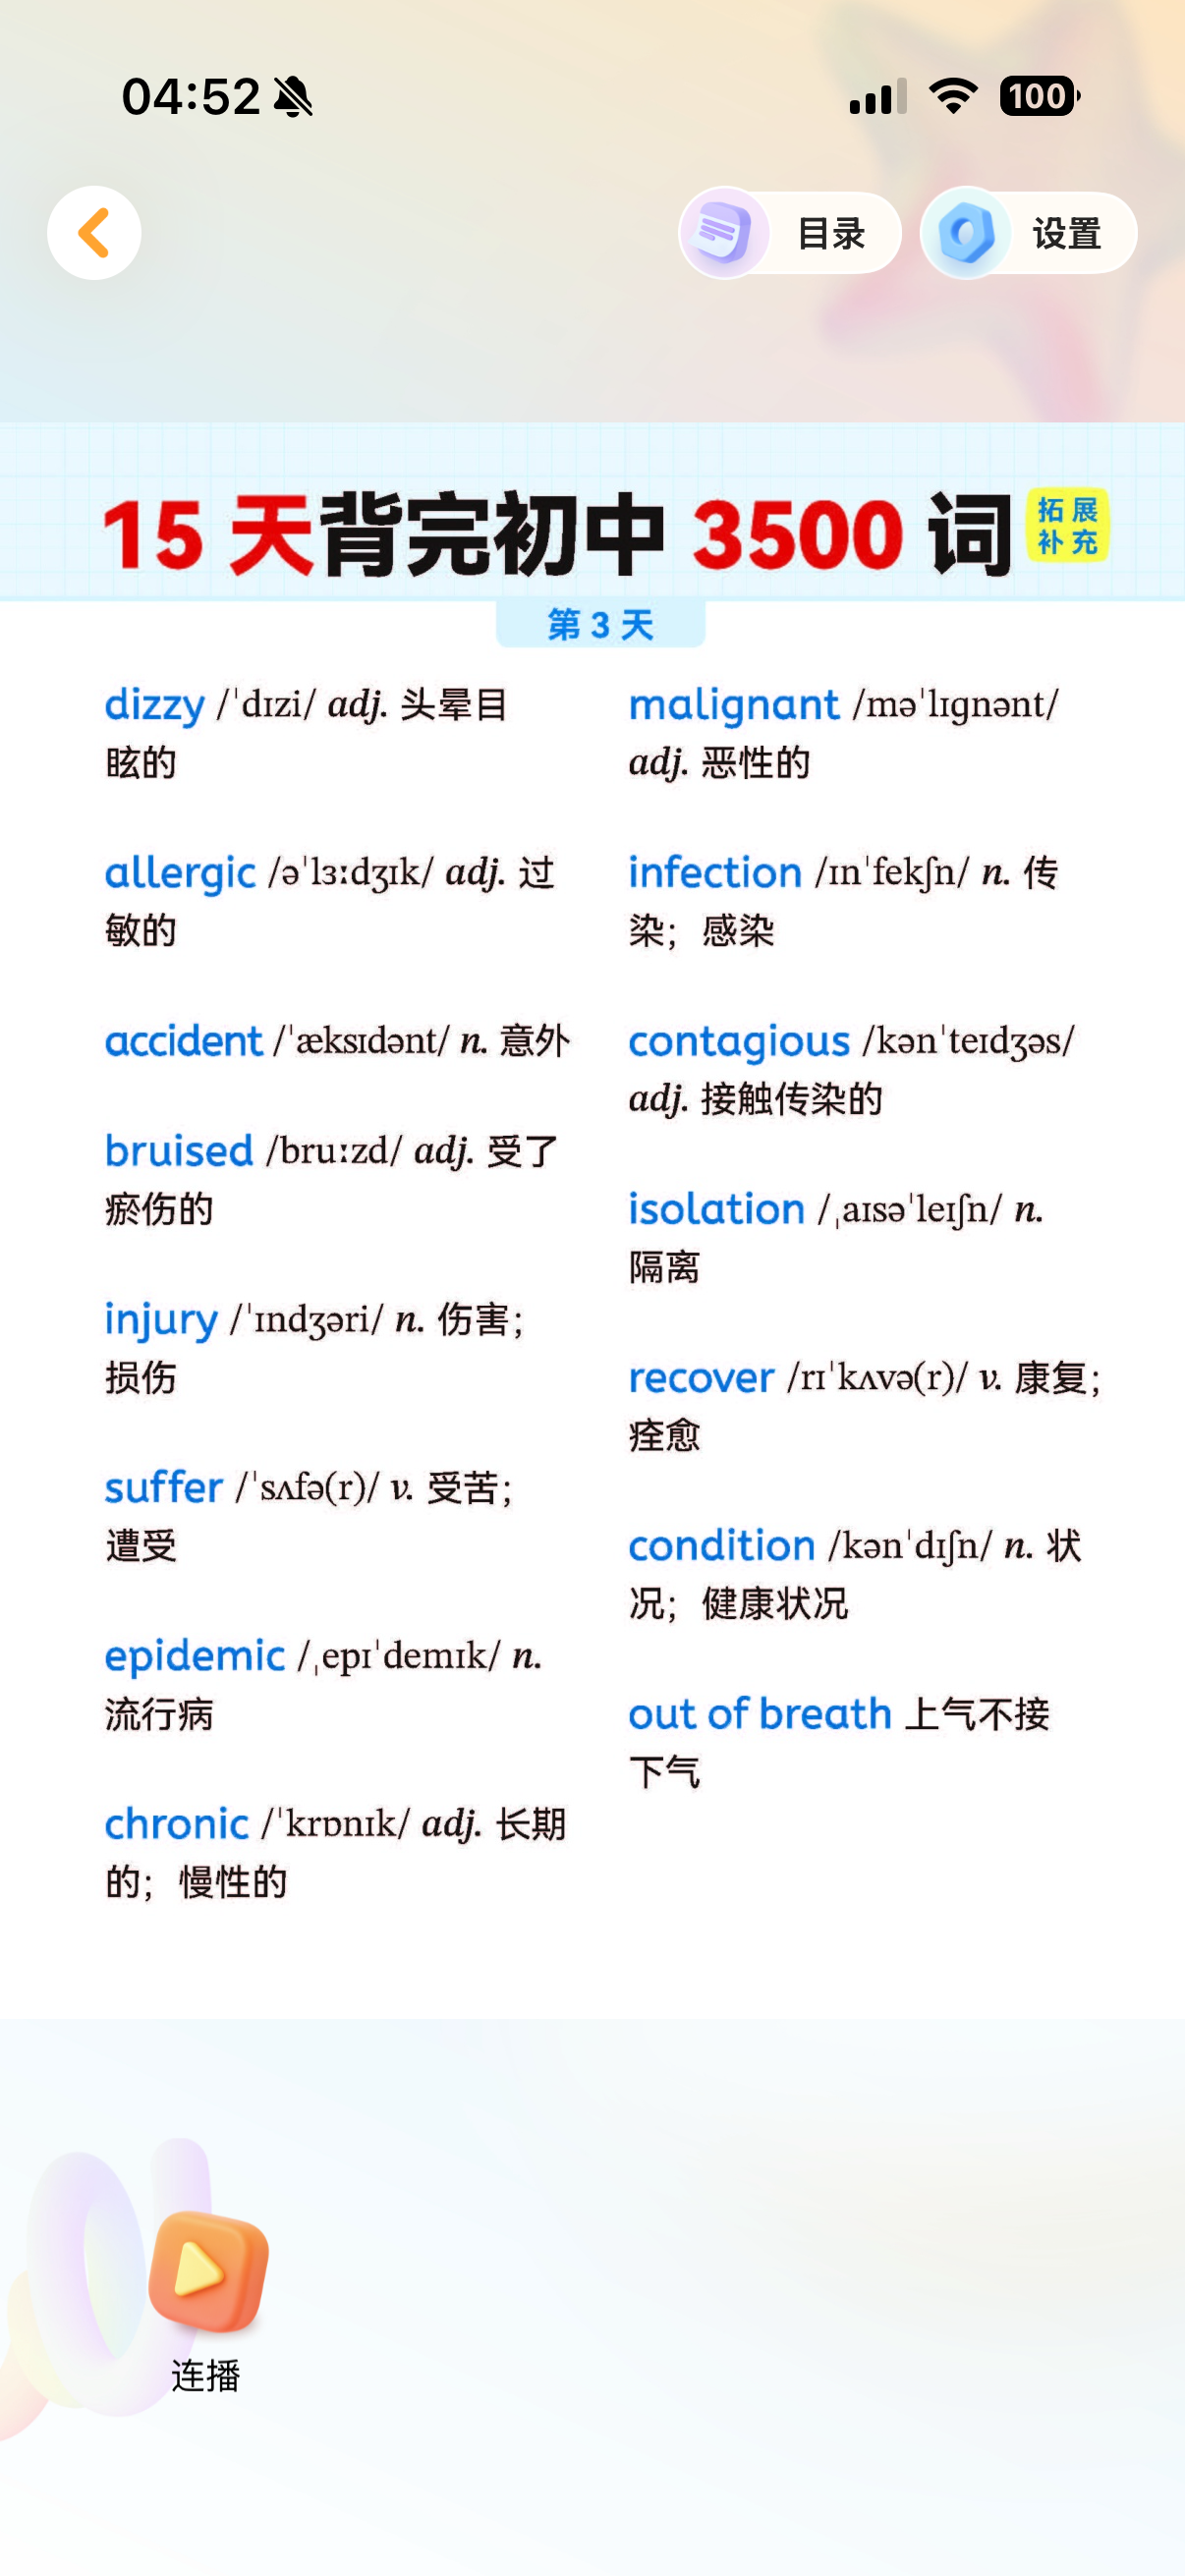 04:52
100
目录
设置
15 天背完初中 3500 词
拓展
补充
第 3 天
dizzy /ˈdɪzi/ adj. 头晕目
眩的
allergic /əˈlɜːdʒɪk/ adj. 过
敏的
accident /ˈæksɪdənt/ n. 意外
bruised /bruːzd/ adj. 受了
瘀伤的
injury /ˈɪndʒəri/ n. 伤害；
损伤
suffer /ˈsʌfə(r)/ v. 受苦；
遭受
epidemic /ˌepɪˈdemɪk/ n.
流行病
chronic /ˈkrɒnɪk/ adj. 长期
的；慢性的
malignant /məˈlɪɡnənt/
adj. 恶性的
infection /ɪnˈfekʃn/ n. 传
染；感染
contagious /kənˈteɪdʒəs/
adj. 接触传染的
isolation /ˌaɪsəˈleɪʃn/ n.
隔离
recover /rɪˈkʌvə(r)/ v. 康复；
痊愈
condition /kənˈdɪʃn/ n. 状
况；健康状况
out of breath 上气不接
下气
连播